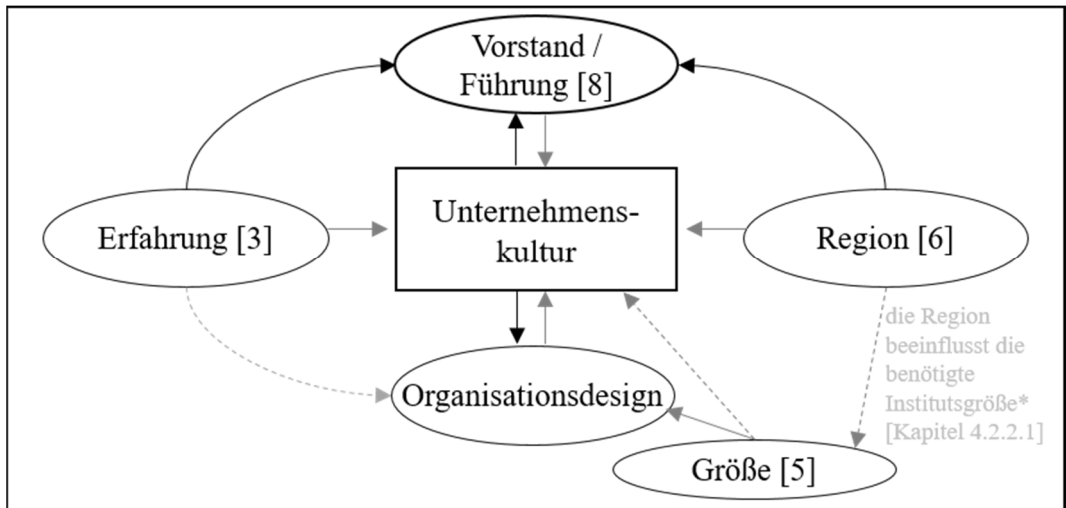 Vorstand /
Führung [8]
Unternehmens-
kultur
Erfahrung [3]
Region [6]
die Region
beeinflusst die
benötigte
Institutsgröße*
[Kapitel 4.2.2.1]
Organisationsdesign
Größe [5]